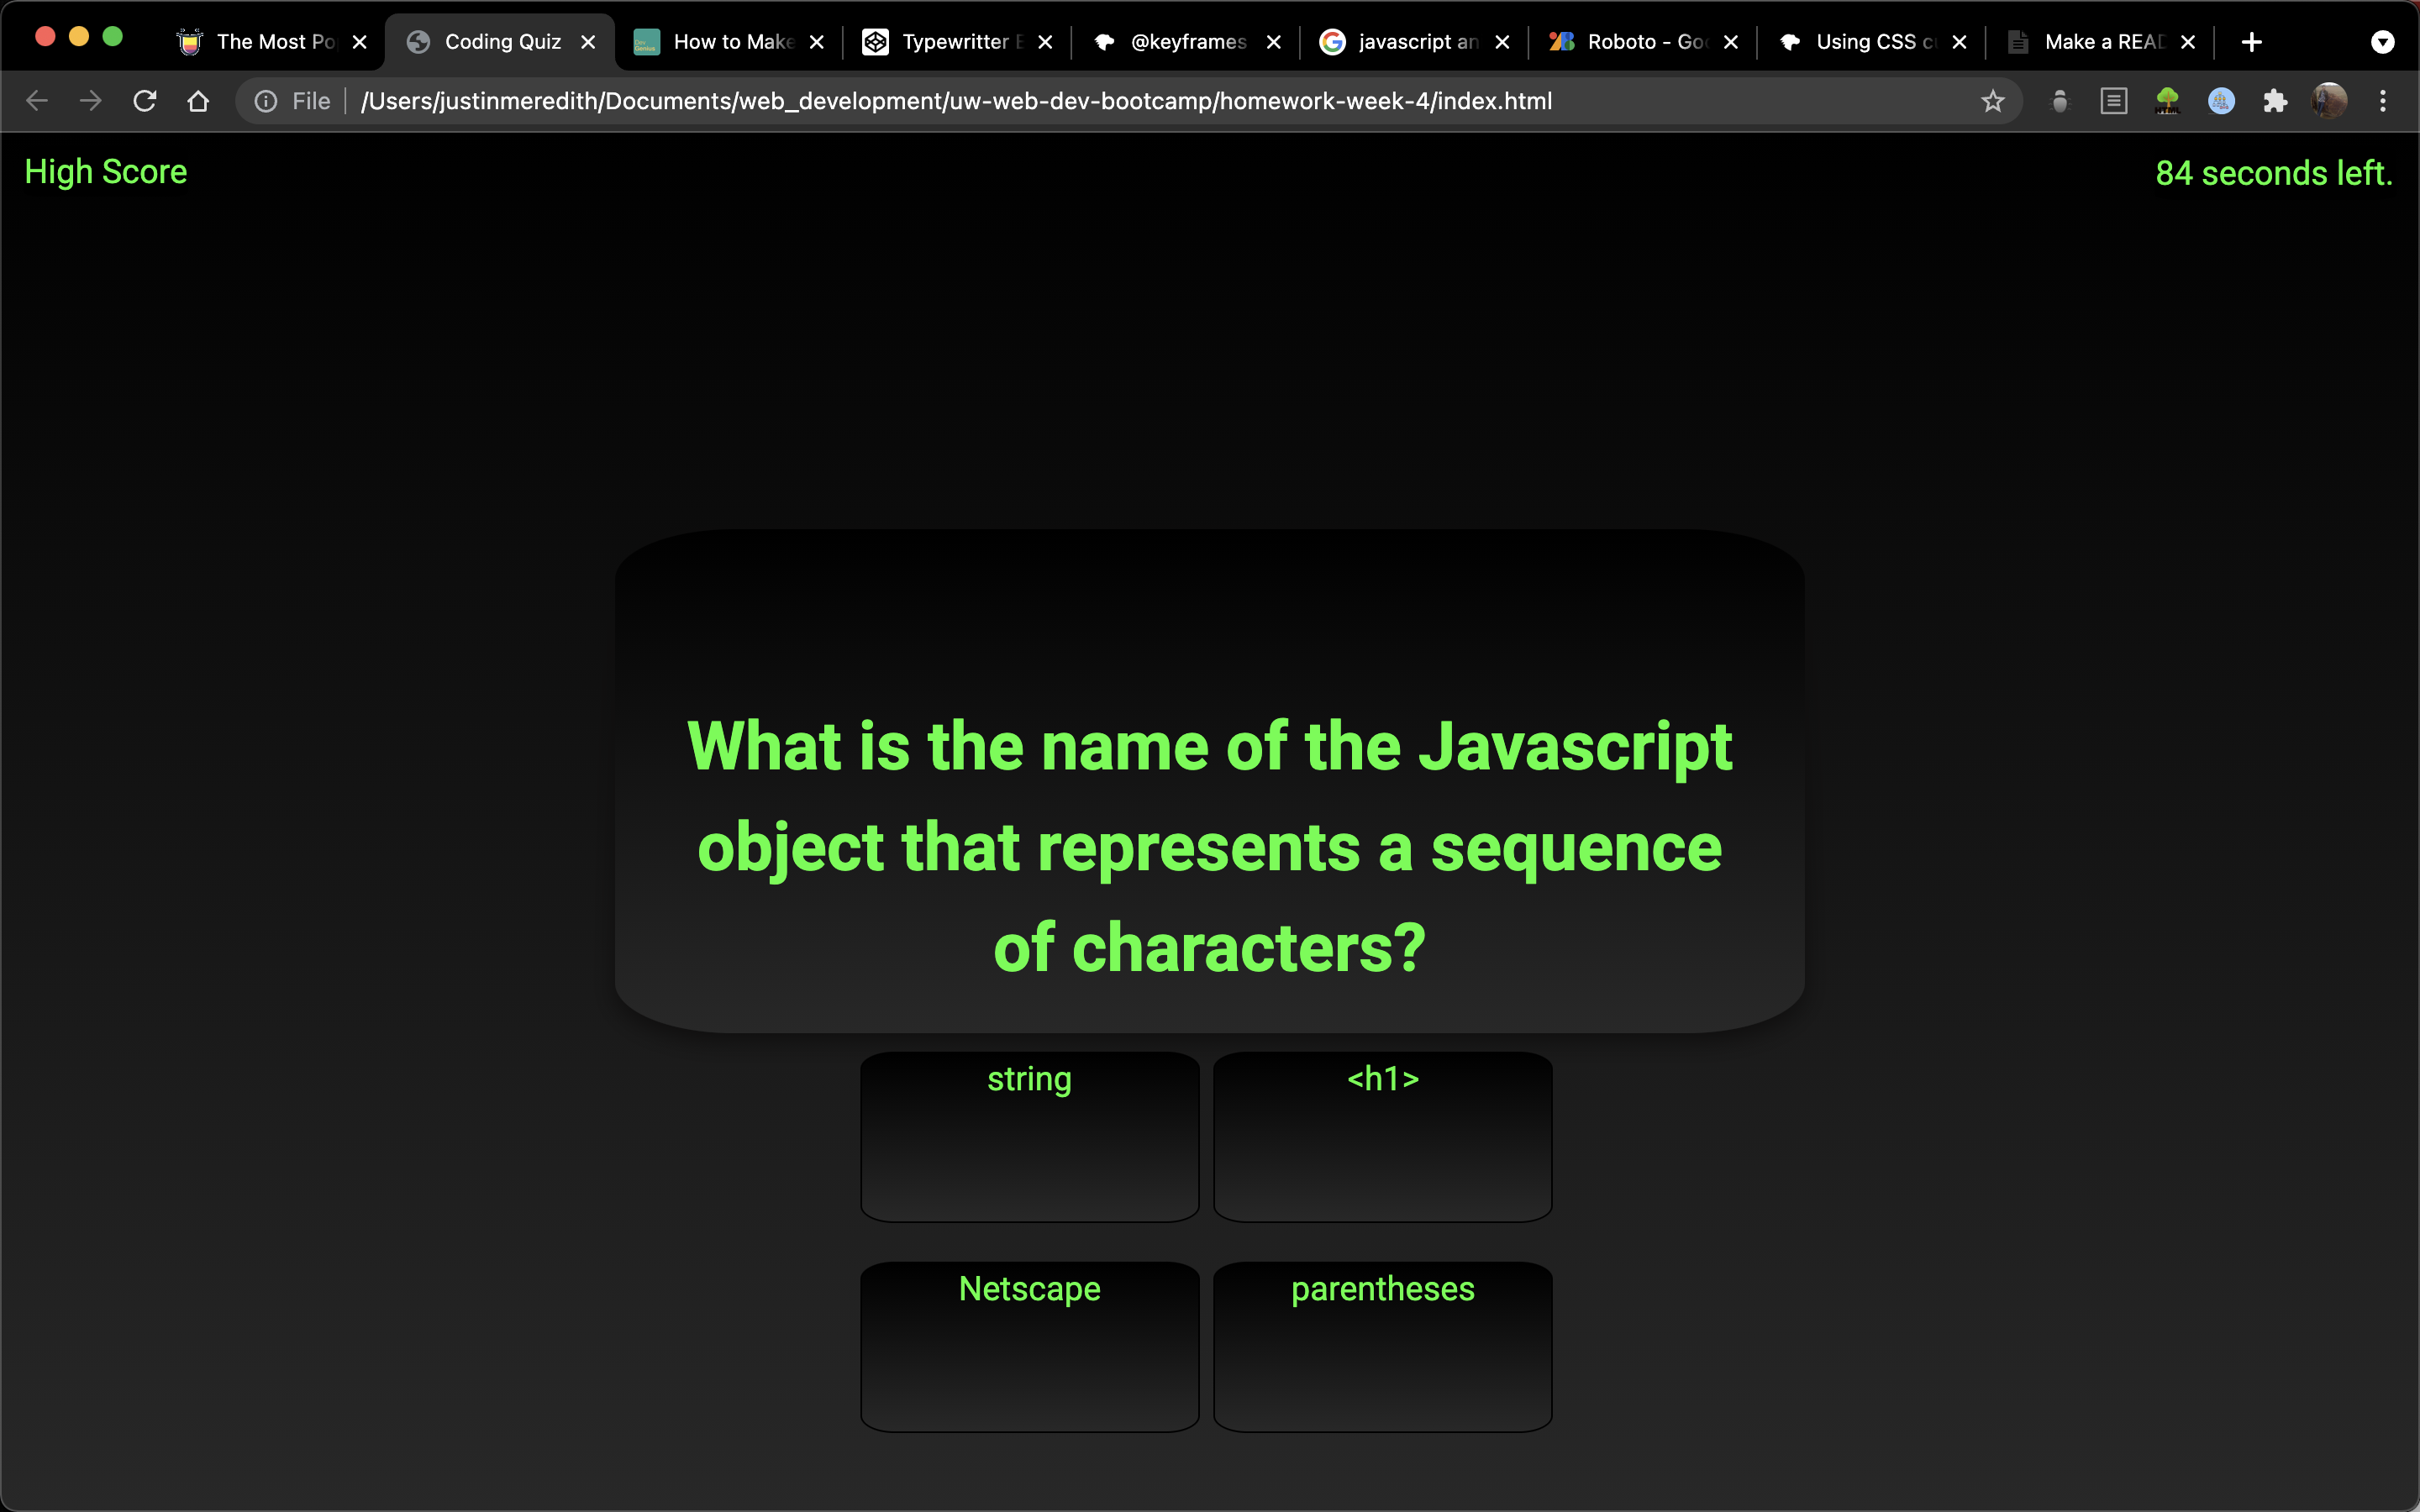 The Most Po
Coding Quiz
How to Make
Typewritter E
@keyframes
javascript an
Roboto - Goo
Using CSS cu
Make a READ
File
/Users/justinmeredith/Documents/web_development/uw-web-dev-bootcamp/homework-week-4/index.html
High Score
84 seconds left.
What is the name of the Javascript
object that represents a sequence
of characters?
string
<h1>
Netscape
parentheses